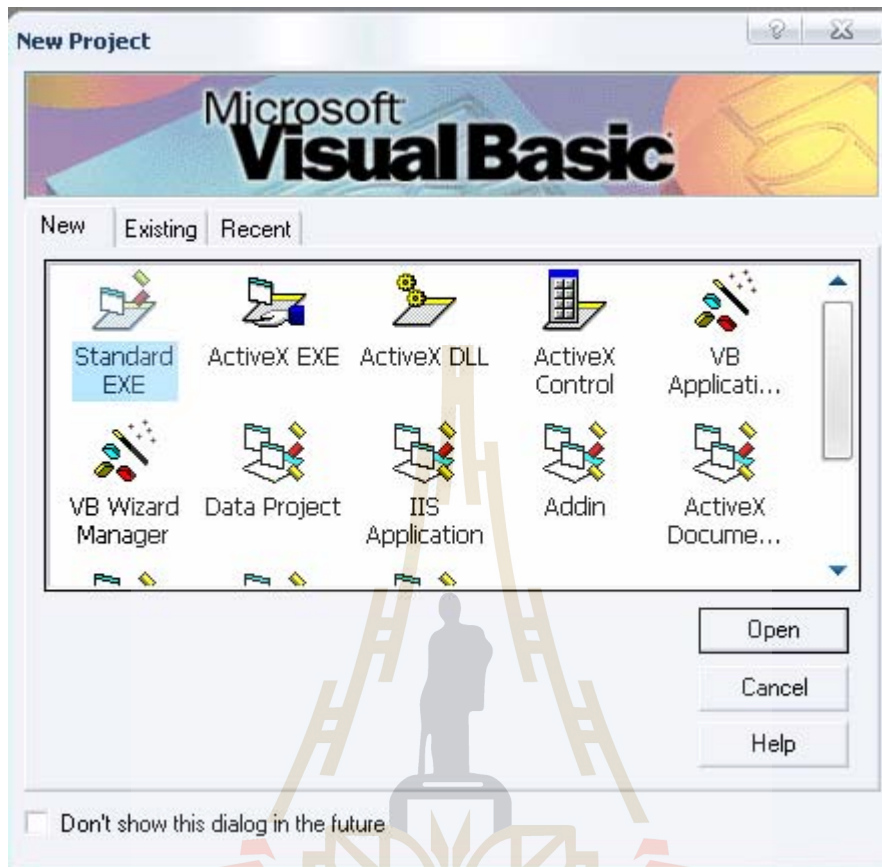 New Project
Microsoft
Visual Basic
New Existing Recent
Standard EXE
ActiveX EXE
ActiveX DLL
ActiveX Control
VB Applicati...
VB Wizard Manager
Data Project
IIS Application
Addin
ActiveX Docume...
Open
Cancel
Help
Don't show this dialog in the future